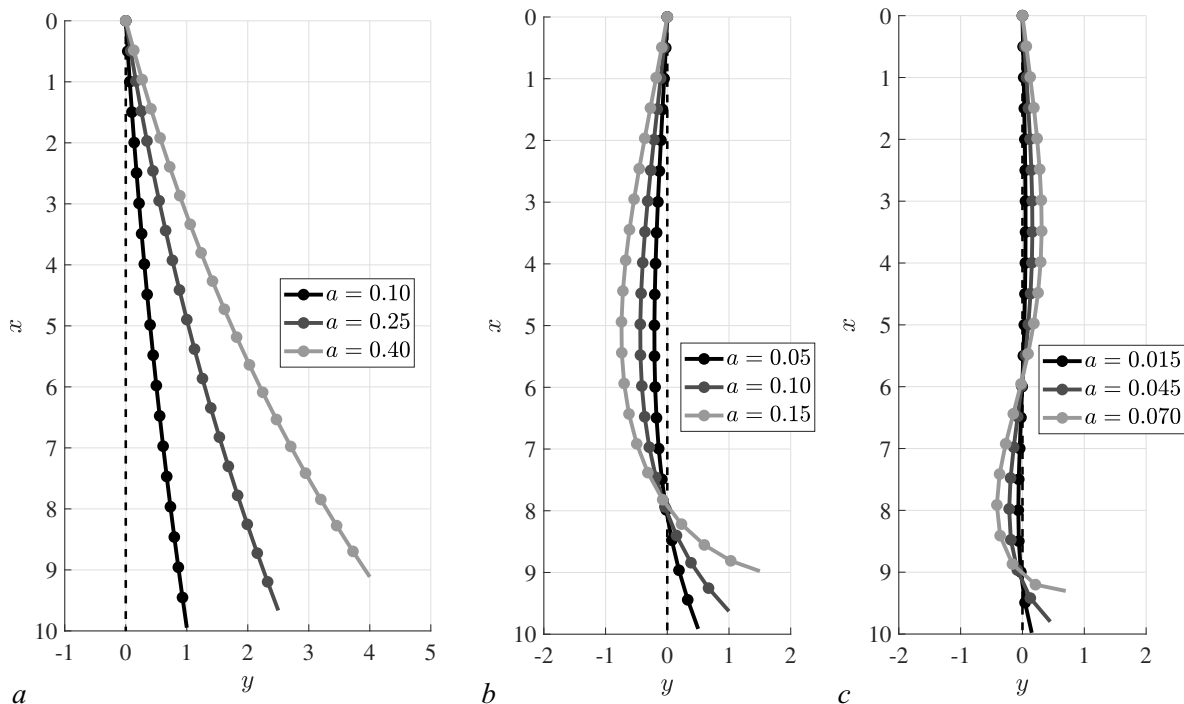 0
1
2
3
4
5
6
7
8
9
10
x
-1 0 1 2 3 4 5
y
a = 0.10
a = 0.25
a = 0.40
a
0
1
2
3
4
5
6
7
8
9
10
x
-2 -1 0 1 2
y
a = 0.05
a = 0.10
a = 0.15
b
0
1
2
3
4
5
6
7
8
9
10
x
-2 -1 0 1 2
y
a = 0.015
a = 0.045
a = 0.070
c